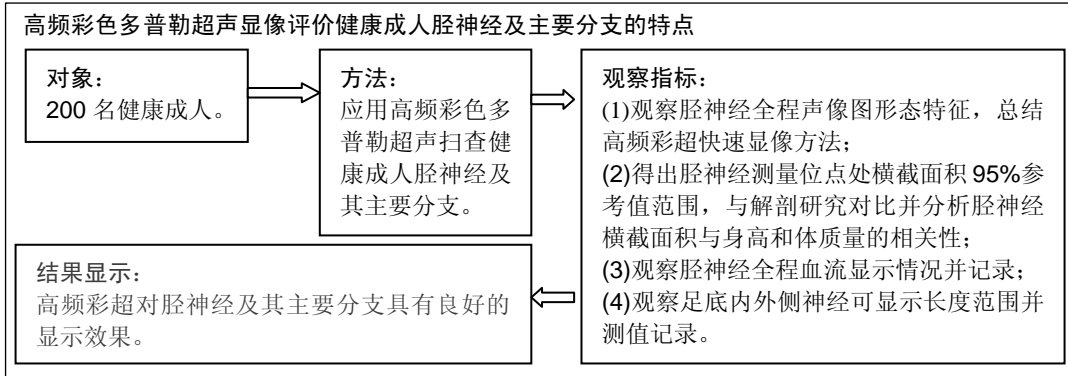 高频彩色多普勒超声显像评价健康成人胫神经及主要分支的特点
对象：
200 名健康成人。
方法：
应用高频彩色多
普勒超声扫查健
康成人胫神经及
其主要分支。
观察指标：
(1)观察胫神经全程声像图形态特征，总结
高频彩超快速显像方法；
(2)得出胫神经测量位点处横截面积 95%参
考值范围，与解剖研究对比并分析胫神经
横截面积与身高和体质量的相关性；
(3)观察胫神经全程血流显示情况并记录；
(4)观察足底内外侧神经可显示长度范围并
测值记录。
结果显示：
高频彩超对胫神经及其主要分支具有良好的
显示效果。